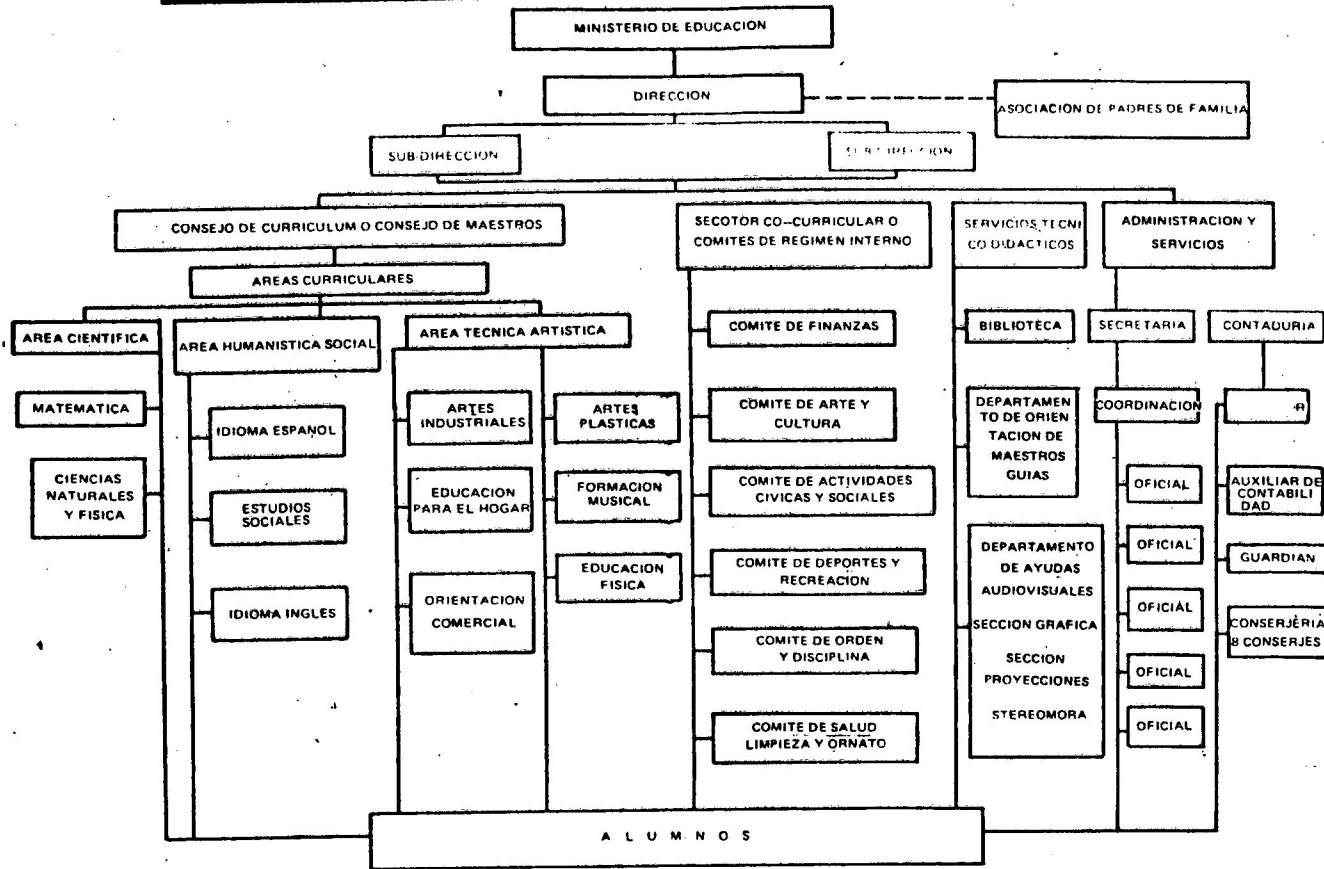 MINISTERIO DE EDUCACION
DIRECCION
ASOCIACION DE PADRES DE FAMILIA
SUB-DIRECCION
SUB-DIRECCION
CONSEJO DE CURRICULUM O CONSEJO DE MAESTROS
SECOTOR CO-CURRICULAR O
COMITES DE REGIMEN INTERNO
SERVICIOS TECNI
CO DIDACTICOS
ADMINISTRACION Y
SERVICIOS
AREAS CURRICULARES
AREA CIENTIFICA
AREA HUMANISTICA SOCIAL
AREA TECNICA ARTISTICA
COMITE DE FINANZAS
BIBLIOTECA
SECRETARIA
CONTADURIA
MATEMATICA
CIENCIAS
NATURALES
Y FISICA
IDIOMA ESPAÑOL
ESTUDIOS
SOCIALES
IDIOMA INGLES
ARTES
INDUSTRIALES
EDUCACION
PARA EL HOGAR
ORIENTACION
COMERCIAL
ARTES
PLASTICAS
FORMACION
MUSICAL
EDUCACION
FISICA
COMITE DE ARTE Y
CULTURA
COMITE DE ACTIVIDADES
CIVICAS Y SOCIALES
COMITE DE DEPORTES Y
RECREACION
COMITE DE ORDEN
Y DISCIPLINA
COMITE DE SALUD
LIMPIEZA Y ORNATO
DEPARTAMEN
TO DE ORIEN
TACION DE
MAESTROS
GUIAS
DEPARTAMENTO
DE AYUDAS
AUDIOVISUALES
SECCION GRAFICA
SECCION
PROYECCIONES
STEREOMORA
COORDINACION
OFICIAL
OFICIAL
OFICIAL
OFICIAL
OFICIAL
AUXILIAR DE
CONTABILI
DAD
GUARDIAN
CONSERJERIA
8 CONSERJES
A L U M N O S